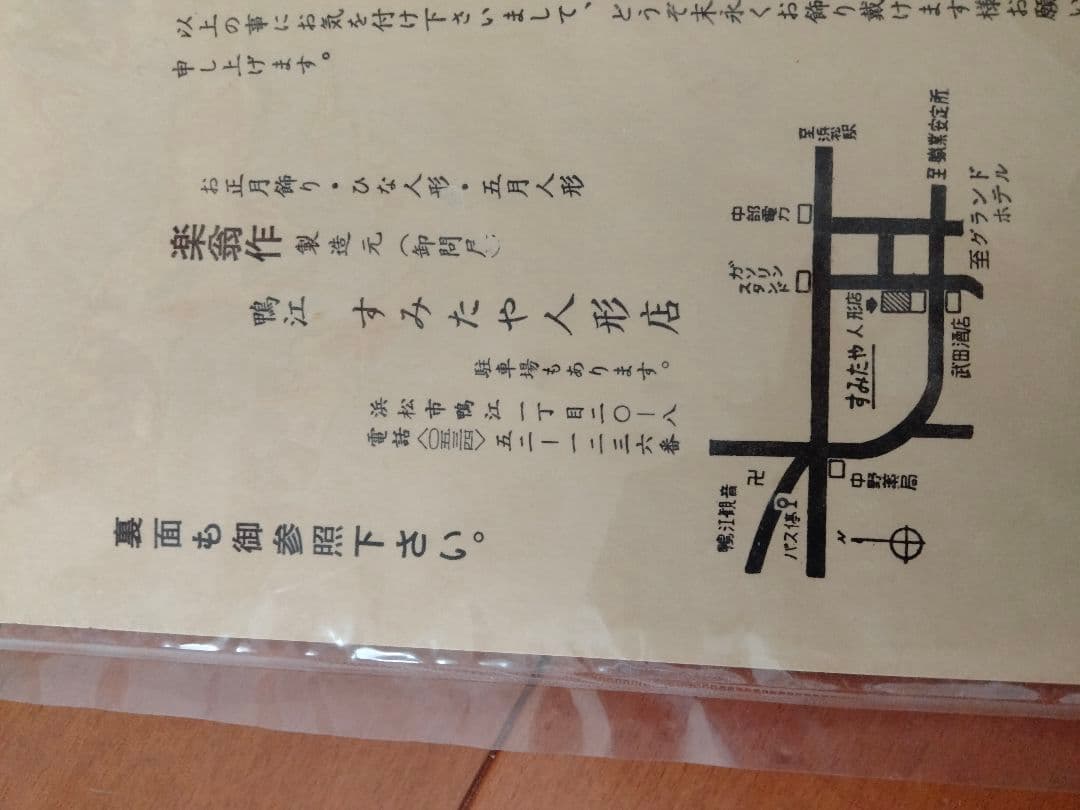 以上の事にお気を付け下さいまして、どうぞ末永くお飾り戴けます様お願い
申し上げます。
お正月飾り・ひな人形・五月人形
楽翁作 製造元（卸問屋）
鴨江 すみたや人形店
駐車場もあります。
浜松市鴨江一丁目二〇ー八
電話〈〇五三四〉五二ー一二三六番
裏面も御参照下さい。
至浜松駅
至職業安定所
至グランドホテル
中部電力
ガソリン
スタンド
すみたや人形店
武田酒店
中野薬局
卍
鴨江観音
バス停
N